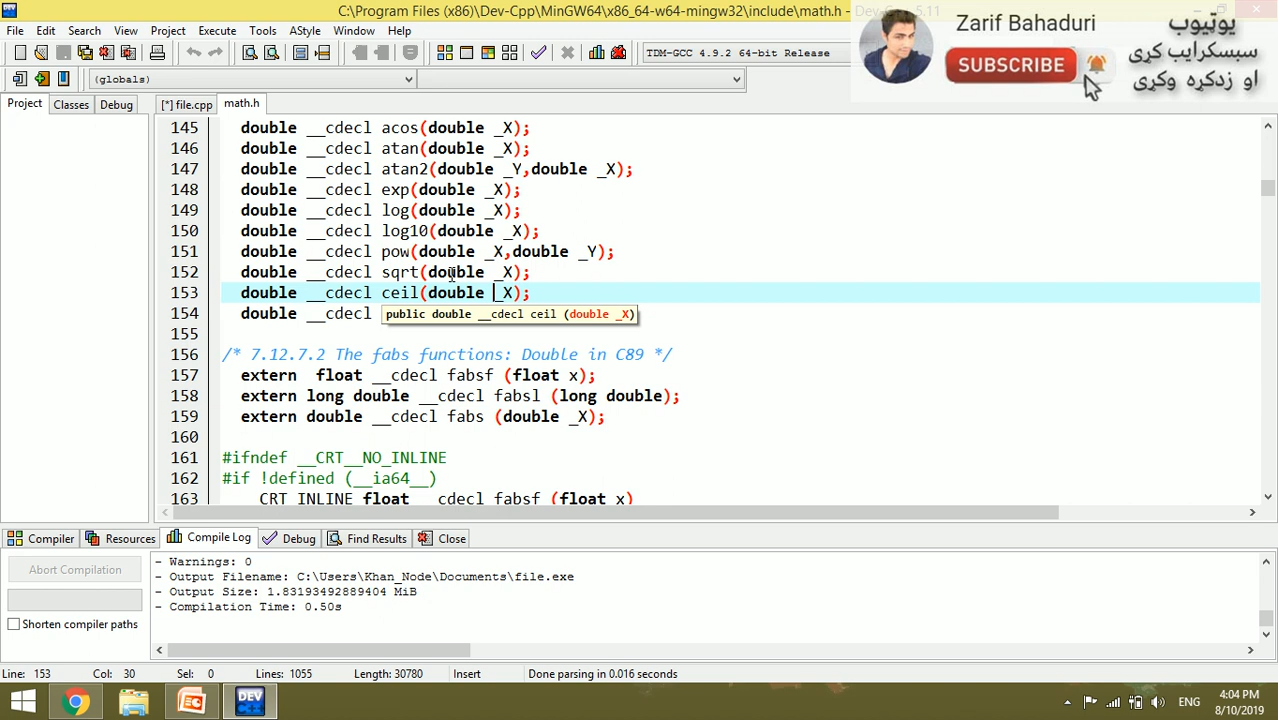 C:\Program Files (x86)\Dev-Cpp\MinGW64\x86_64-w64-mingw32\include\math.h - Dev-C++ 5.11
File Edit Search View Project Execute Tools AStyle Window Help
TDM-GCC 4.9.2 64-bit Release
(globals)
Zarif Bahaduri
SUBSCRIBE
یوټیوب
سبسکرایب کړی
او زدکړه وکړی
Project Classes Debug
[*] file.cpp math.h
145 double __cdecl acos(double _X);
146 double __cdecl atan(double _X);
147 double __cdecl atan2(double _Y,double _X);
148 double __cdecl exp(double _X);
149 double __cdecl log(double _X);
150 double __cdecl log10(double _X);
151 double __cdecl pow(double _X,double _Y);
152 double __cdecl sqrt(double _X);
153 double __cdecl ceil(double _X);
154 double __cdecl
public double __cdecl ceil (double _X)
155
156 /* 7.12.7.2 The fabs functions: Double in C89 */
157 extern float __cdecl fabsf (float x);
158 extern long double __cdecl fabsl (long double);
159 extern double __cdecl fabs (double _X);
160
161 #ifndef __CRT__NO_INLINE
162 #if !defined (__ia64__)
163 __CRT_INLINE float __cdecl fabsf (float x)
Compiler Resources Compile Log Debug Find Results Close
Abort Compilation
Shorten compiler paths
- Warnings: 0
- Output Filename: C:\Users\Khan_Node\Documents\file.exe
- Output Size: 1.83193492889404 MiB
- Compilation Time: 0.50s
Line: 153 Col: 30 Sel: 0 Lines: 1055 Length: 30780 Insert Done parsing in 0.016 seconds
DEV
C++
ENG
4:04 PM
8/10/2019